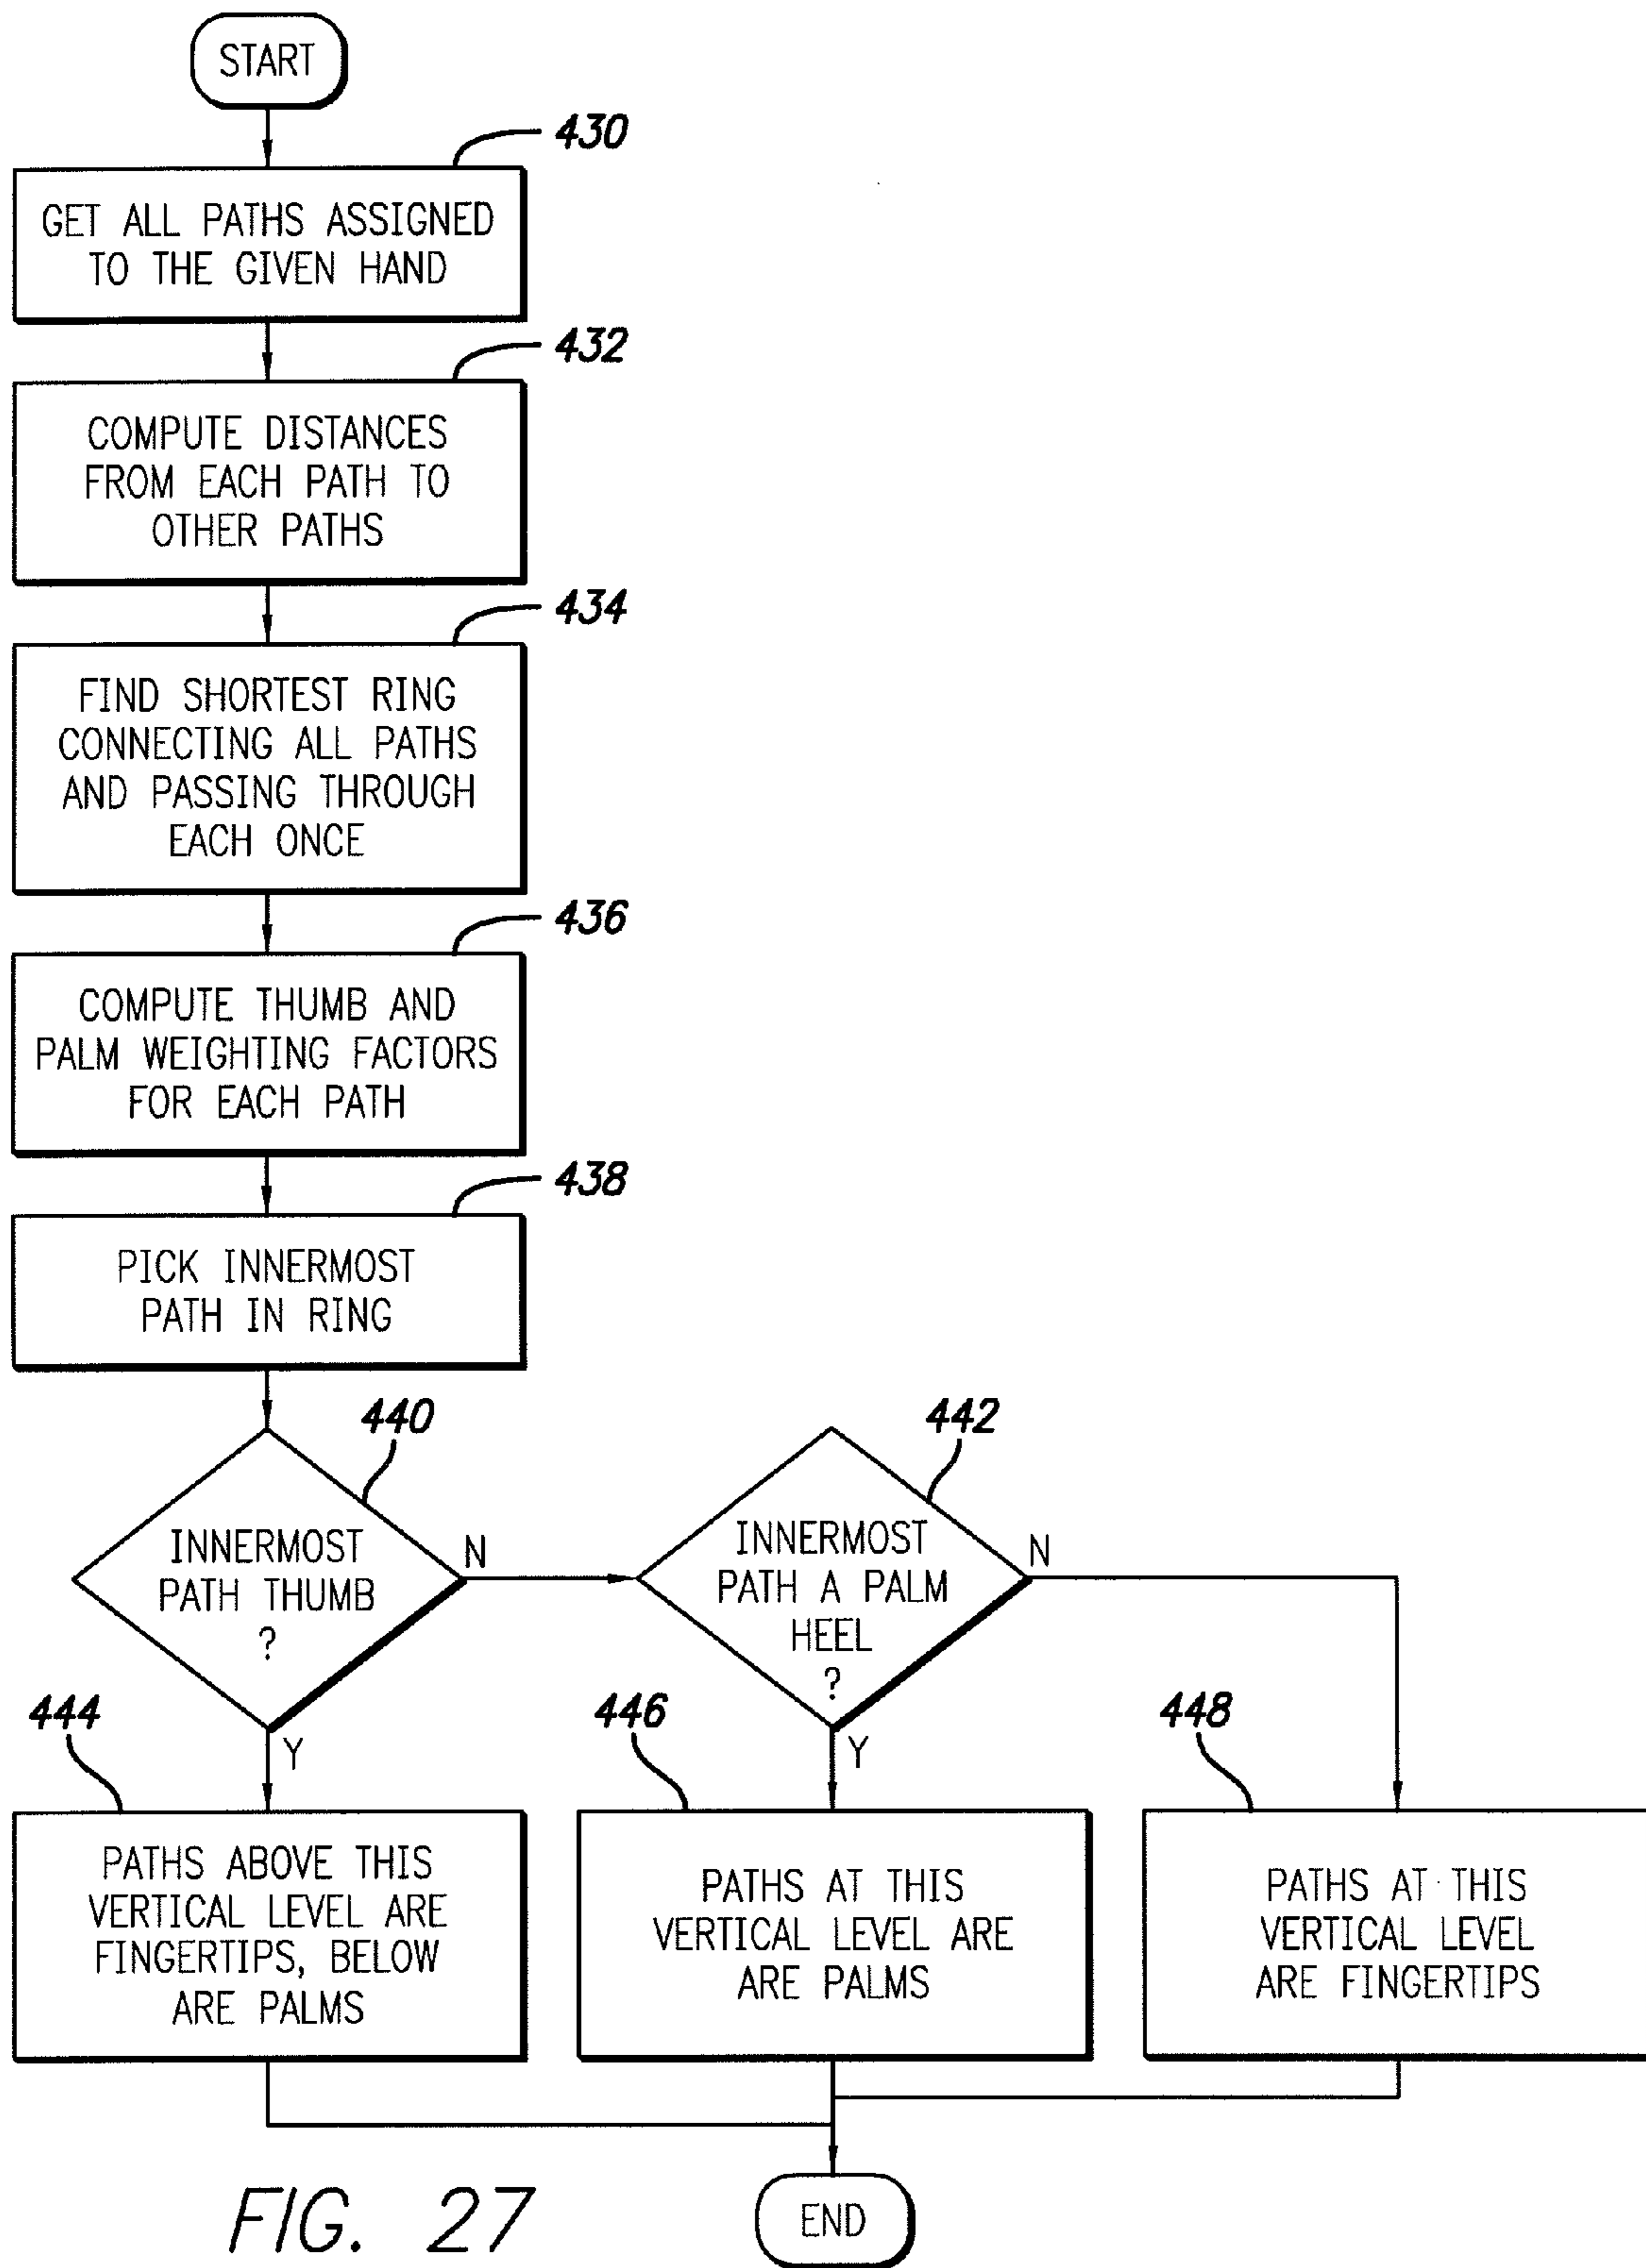 START
430
GET ALL PATHS ASSIGNED
TO THE GIVEN HAND
432
COMPUTE DISTANCES
FROM EACH PATH TO
OTHER PATHS
434
FIND SHORTEST RING
CONNECTING ALL PATHS
AND PASSING THROUGH
EACH ONCE
436
COMPUTE THUMB AND
PALM WEIGHTING FACTORS
FOR EACH PATH
438
PICK INNERMOST
PATH IN RING
440
INNERMOST
PATH THUMB
?
N
Y
442
INNERMOST
PATH A PALM
HEEL
?
N
Y
444
PATHS ABOVE THIS
VERTICAL LEVEL ARE
FINGERTIPS, BELOW
ARE PALMS
446
PATHS AT THIS
VERTICAL LEVEL ARE
ARE PALMS
448
PATHS AT THIS
VERTICAL LEVEL
ARE FINGERTIPS
END
FIG. 27